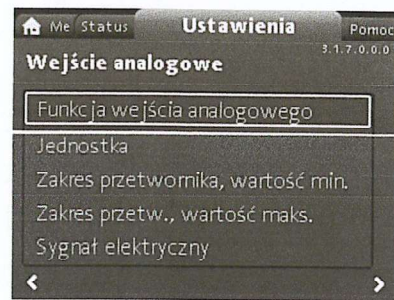 Me Status Ustawienia Pomoc
3.1.7.0.0.0
Wejście analogowe
Funkcja wejścia analogowego
Jednostka
Zakres przetwornika, wartość min.
Zakres przetw., wartość maks.
Sygnał elektryczny